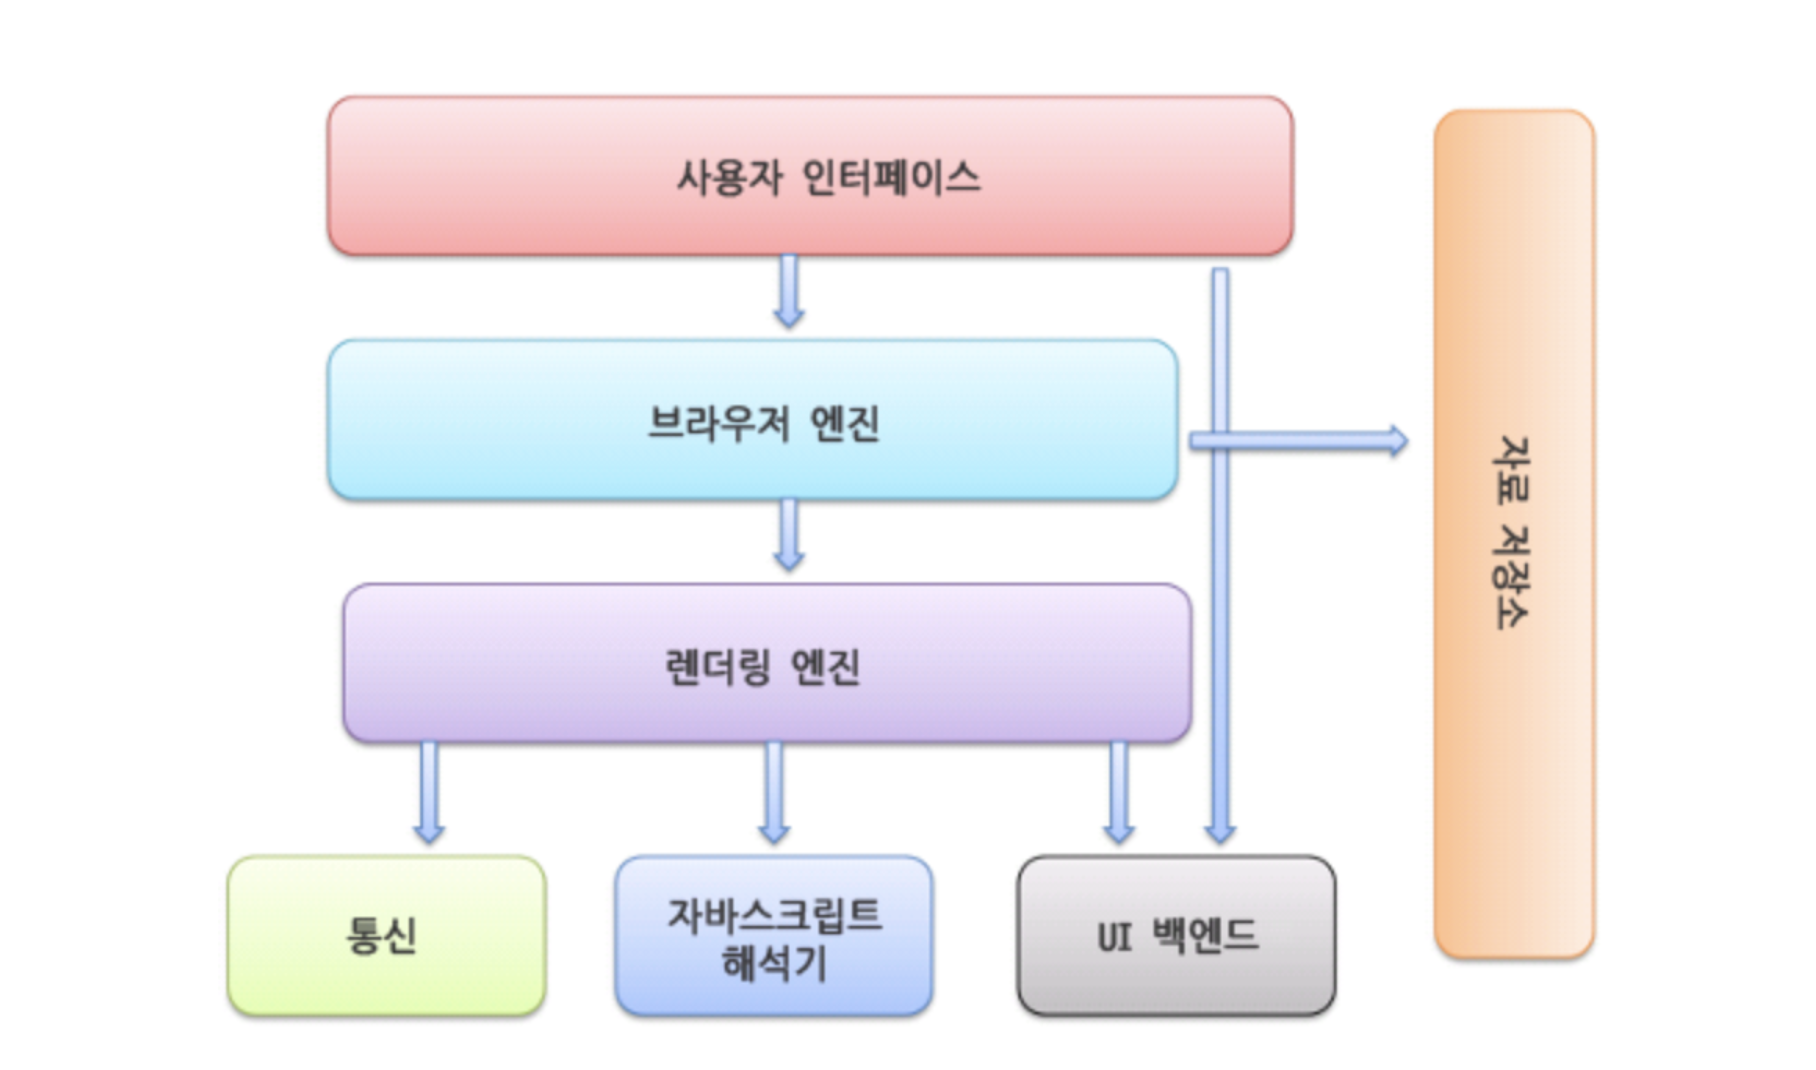 사용자 인터페이스
브라우저 엔진
자료 저장소
렌더링 엔진
통신
자바스크립트
해석기
UI 백엔드